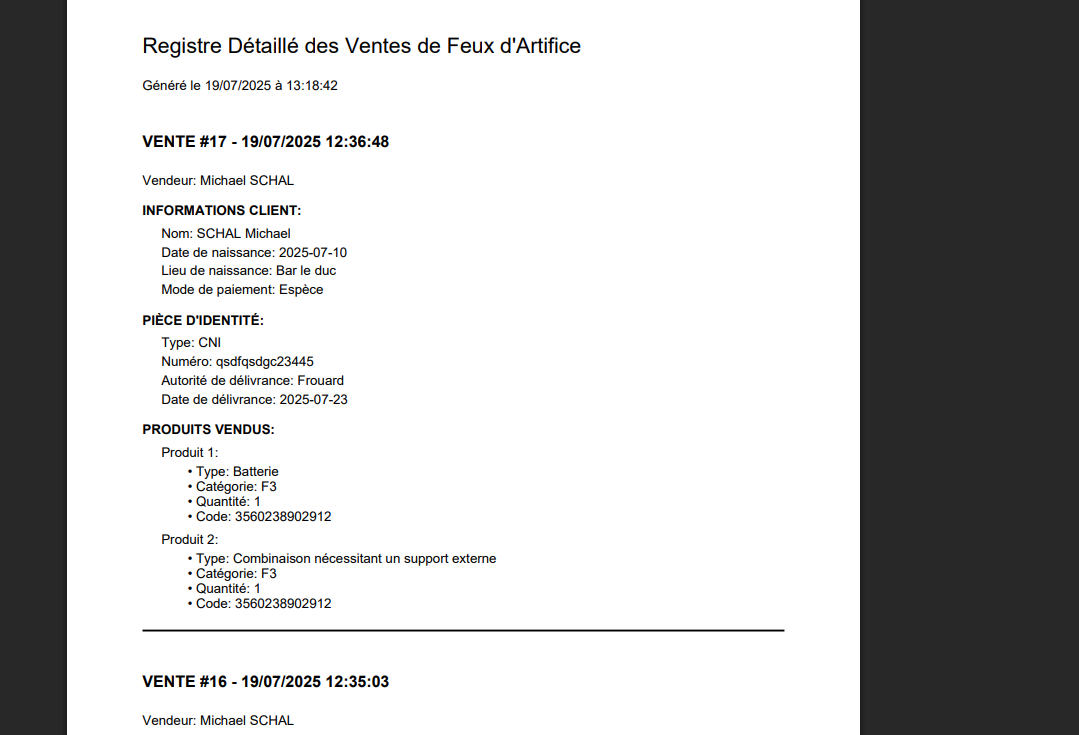 Registre Détaillé des Ventes de Feux d'Artifice
Généré le 19/07/2025 à 13:18:42
VENTE #17 - 19/07/2025 12:36:48
Vendeur: Michael SCHAL
INFORMATIONS CLIENT:
Nom: SCHAL Michael
Date de naissance: 2025-07-10
Lieu de naissance: Bar le duc
Mode de paiement: Espèce
PIÈCE D'IDENTITÉ:
Type: CNI
Numéro: qsdfqsdgc23445
Autorité de délivrance: Frouard
Date de délivrance: 2025-07-23
PRODUITS VENDUS:
Produit 1:
• Type: Batterie
• Catégorie: F3
• Quantité: 1
• Code: 3560238902912
Produit 2:
• Type: Combinaison nécessitant un support externe
• Catégorie: F3
• Quantité: 1
• Code: 3560238902912
VENTE #16 - 19/07/2025 12:35:03
Vendeur: Michael SCHAL